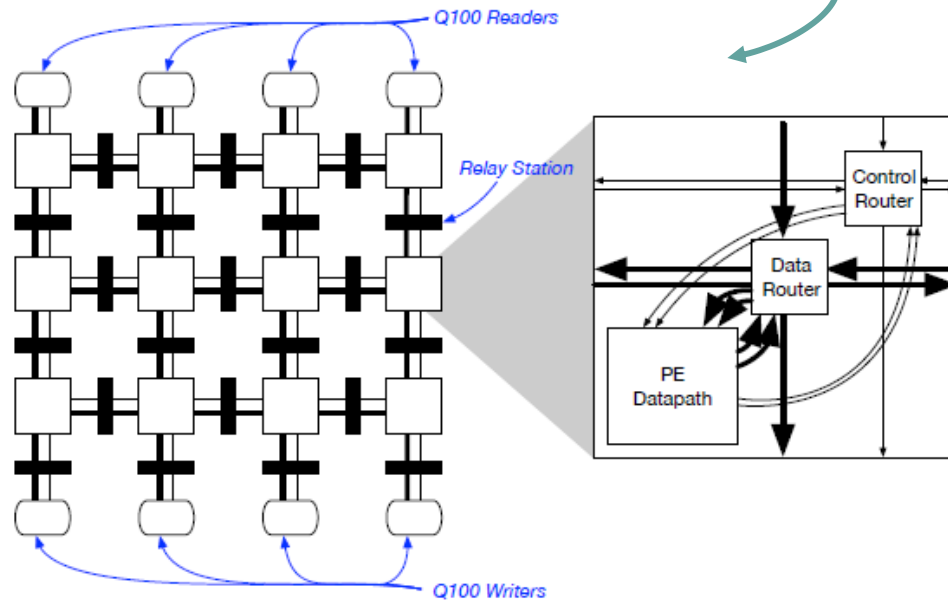 Q100 Readers
Relay Station
Control
Router
Data
Router
PE
Datapath
Q100 Writers